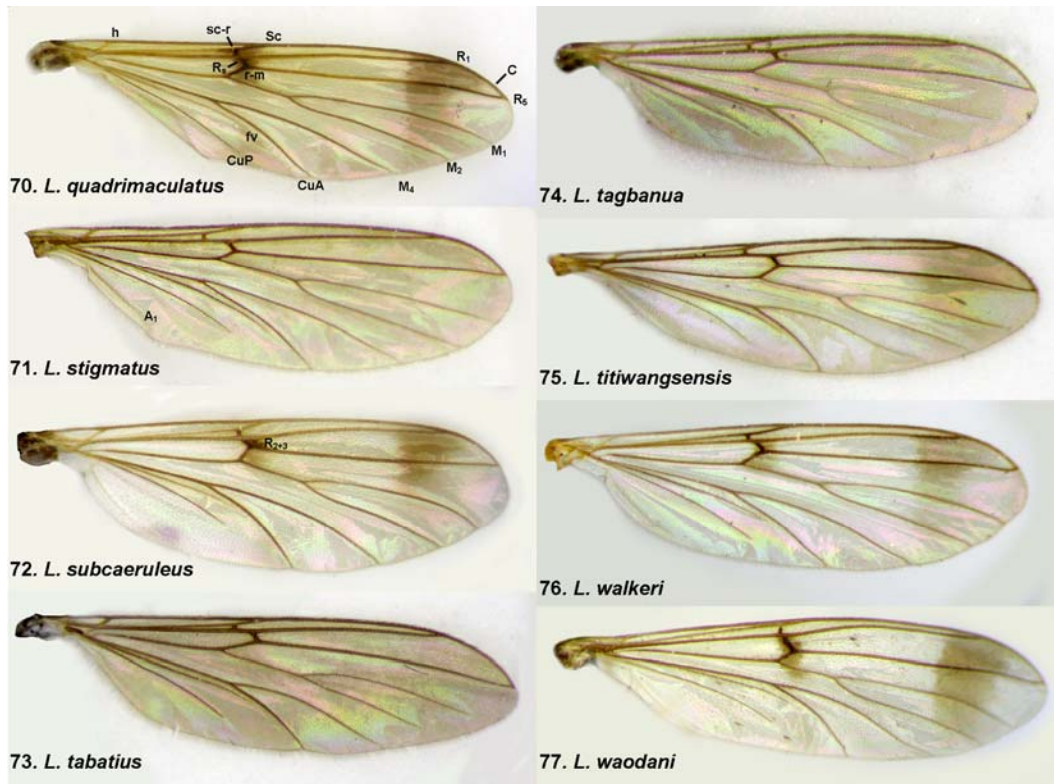 h
sc-r
Sc
R₁
C
Rₛ
r-m
R₅
fv
M₁
CuP
M₂
CuA
M₄
70. L. quadrimaculatus
A₁
71. L. stigmatus
R₂₊₃
72. L. subcaeruleus
73. L. tabatius
74. L. tagbanua
75. L. titiwangsensis
76. L. walkeri
77. L. waodani